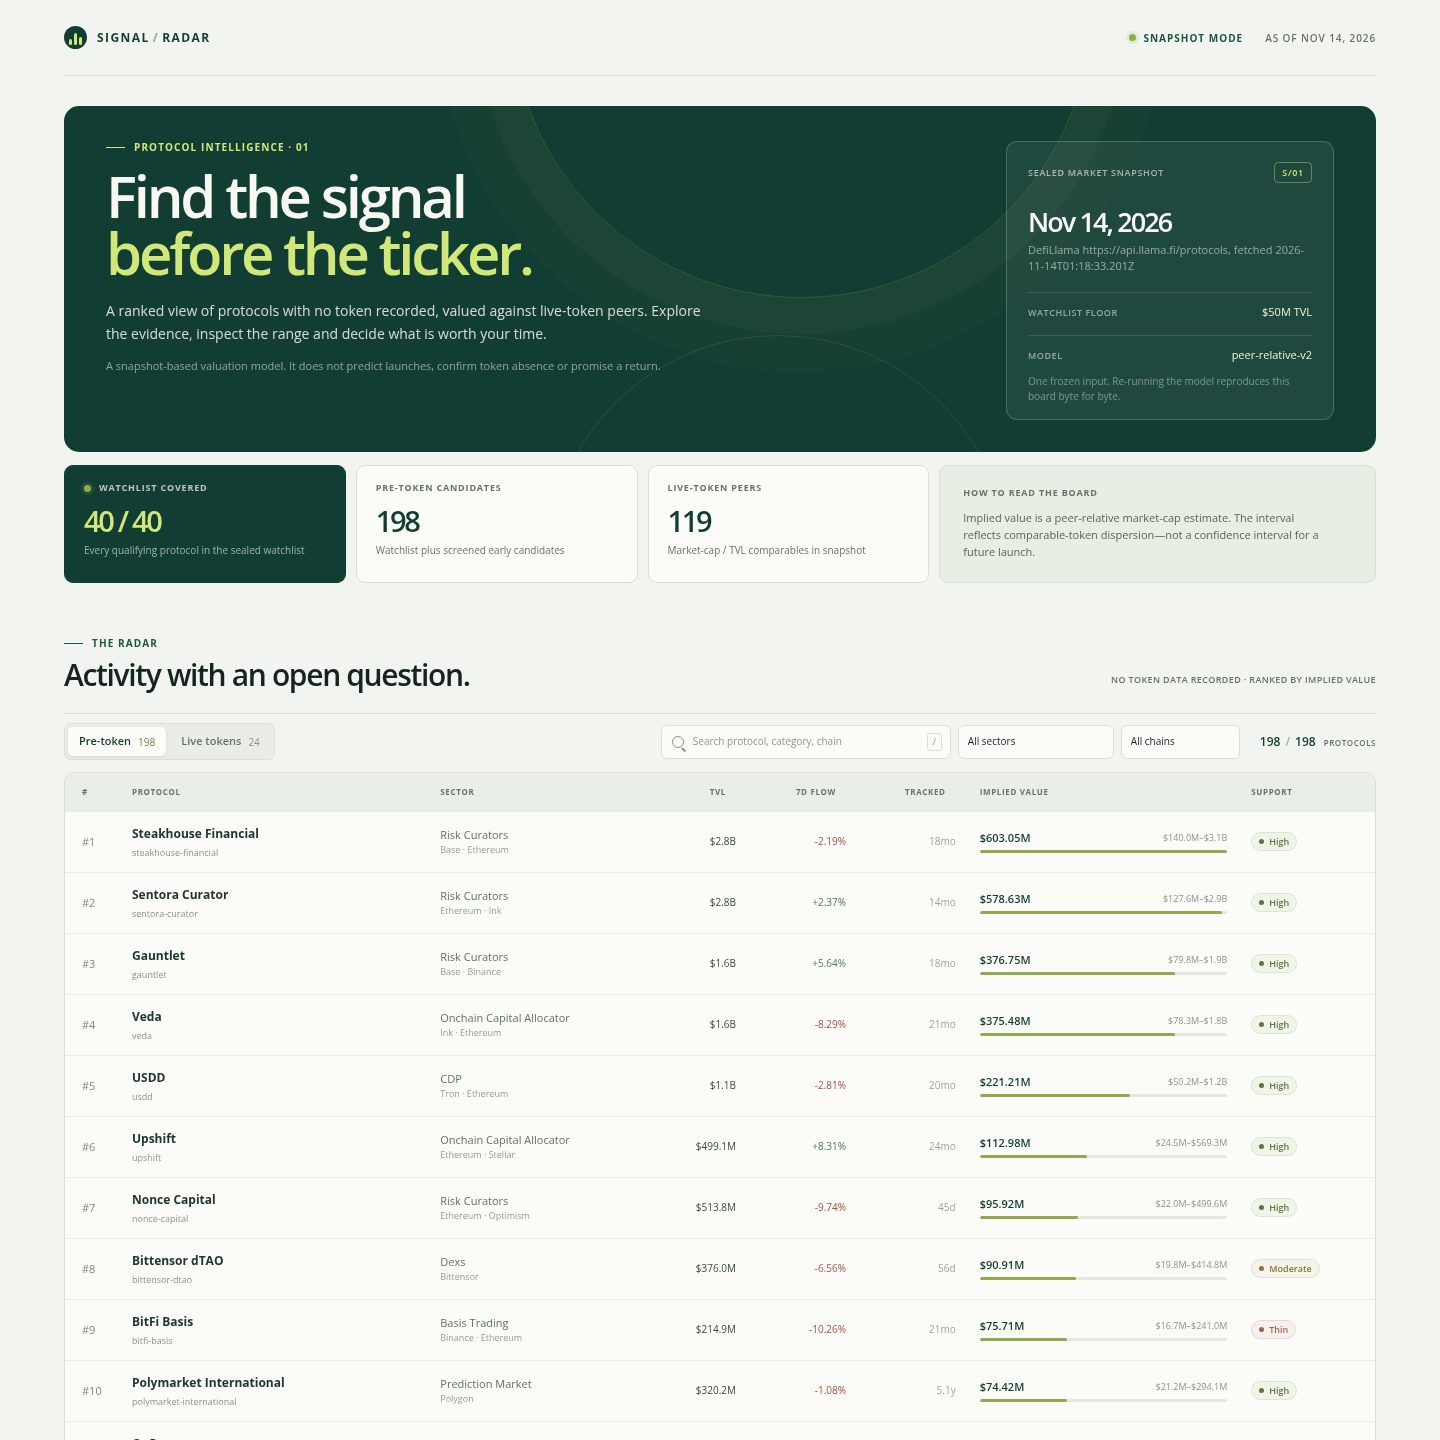 SIGNAL / RADAR
SNAPSHOT MODE
AS OF NOV 14, 2026
PROTOCOL INTELLIGENCE · 01
Find the signal
before the ticker.
A ranked view of protocols with no token recorded, valued against live-token peers. Explore
the evidence, inspect the range and decide what is worth your time.
A snapshot-based valuation model. It does not predict launches, confirm token absence or promise a return.
SEALED MARKET SNAPSHOT
S/01
Nov 14, 2026
DefiLlama https://api.llama.fi/protocols, fetched 2026-
11-14T01:18:33.201Z
WATCHLIST FLOOR
$50M TVL
MODEL
peer-relative-v2
One frozen input. Re-running the model reproduces this
board byte for byte.
WATCHLIST COVERED
40 / 40
Every qualifying protocol in the sealed watchlist
PRE-TOKEN CANDIDATES
198
Watchlist plus screened early candidates
LIVE-TOKEN PEERS
119
Market-cap / TVL comparables in snapshot
HOW TO READ THE BOARD
Implied value is a peer-relative market-cap estimate. The interval
reflects comparable-token dispersion—not a confidence interval for a
future launch.
THE RADAR
Activity with an open question.
NO TOKEN DATA RECORDED · RANKED BY IMPLIED VALUE
Pre-token 198
Live tokens 24
Search protocol, category, chain
/
All sectors
All chains
198 / 198 PROTOCOLS
# PROTOCOL SECTOR TVL 7D FLOW TRACKED IMPLIED VALUE SUPPORT
#1 Steakhouse Financial Risk Curators $2.8B -2.19% 18mo $603.05M $140.0M–$3.1B High
steakhouse-financial Base · Ethereum
#2 Sentora Curator Risk Curators $2.8B +2.37% 14mo $578.63M $127.6M–$2.9B High
sentora-curator Ethereum · Ink
#3 Gauntlet Risk Curators $1.6B +5.64% 18mo $376.75M $79.8M–$1.9B High
gauntlet Base · Binance
#4 Veda Onchain Capital Allocator $1.6B -8.29% 21mo $375.48M $78.3M–$1.8B High
veda Ink · Ethereum
#5 USDD CDP $1.1B -2.81% 20mo $221.21M $50.2M–$1.2B High
usdd Tron · Ethereum
#6 Upshift Onchain Capital Allocator $499.1M +8.31% 24mo $112.98M $24.5M–$569.3M High
upshift Ethereum · Stellar
#7 Nonce Capital Risk Curators $513.8M -9.74% 45d $95.92M $22.0M–$499.6M High
nonce-capital Ethereum · Optimism
#8 Bittensor dTAO Dexs $376.0M -6.56% 56d $90.91M $19.8M–$414.8M Moderate
bittensor-dtao Bittensor
#9 BitFi Basis Basis Trading $214.9M -10.26% 21mo $75.71M $16.7M–$241.0M Thin
bitfi-basis Binance · Ethereum
#10 Polymarket International Prediction Market $320.2M -1.08% 5.1y $74.42M $21.2M–$294.1M High
polymarket-international Polygon